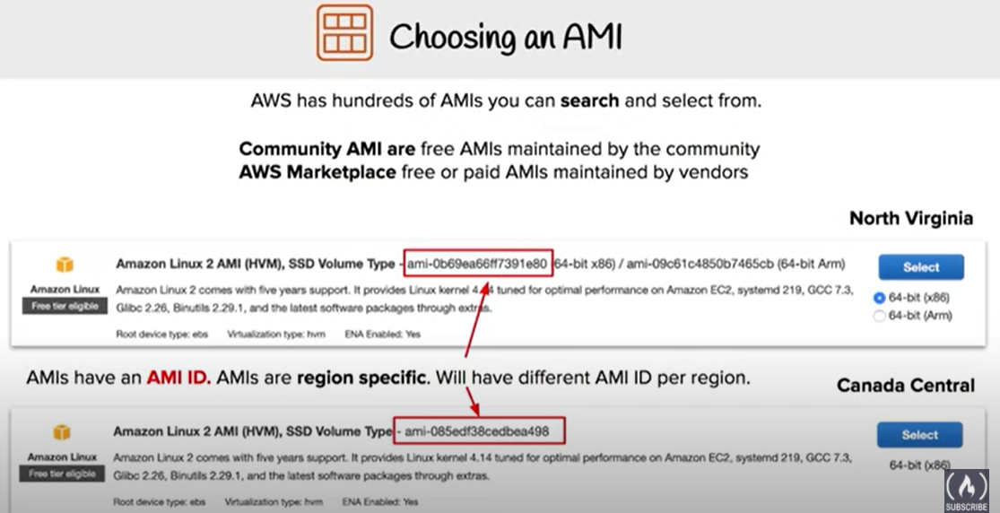 Choosing an AMI
AWS has hundreds of AMIs you can search and select from.
Community AMI are free AMIs maintained by the community
AWS Marketplace free or paid AMIs maintained by vendors
North Virginia
Amazon Linux 2 AMI (HVM), SSD Volume Type - ami-0b69ea66ff7391e80 (64-bit x86) / ami-09c61c4850b7465cb (64-bit Arm)
Select
Amazon Linux
Free tier eligible
Amazon Linux 2 comes with five years support. It provides Linux kernel 4.14 tuned for optimal performance on Amazon EC2, systemd 219, GCC 7.3,
Glibc 2.26, Binutils 2.29.1, and the latest software packages through extras.
64-bit (x86)
64-bit (Arm)
Root device type: ebs Virtualization type: hvm ENA Enabled: Yes
AMIs have an AMI ID. AMIs are region specific. Will have different AMI ID per region.
Canada Central
Amazon Linux 2 AMI (HVM), SSD Volume Type - ami-085edf38cedbea498
Select
Amazon Linux
Free tier eligible
Amazon Linux 2 comes with five years support. It provides Linux kernel 4.14 tuned for optimal performance on Amazon EC2, systemd 219, GCC 7.3,
Glibc 2.26, Binutils 2.29.1, and the latest software packages through extras.
64-bit (x86)
Root device type: ebs Virtualization type: hvm ENA Enabled: Yes
SUBSCRIBE